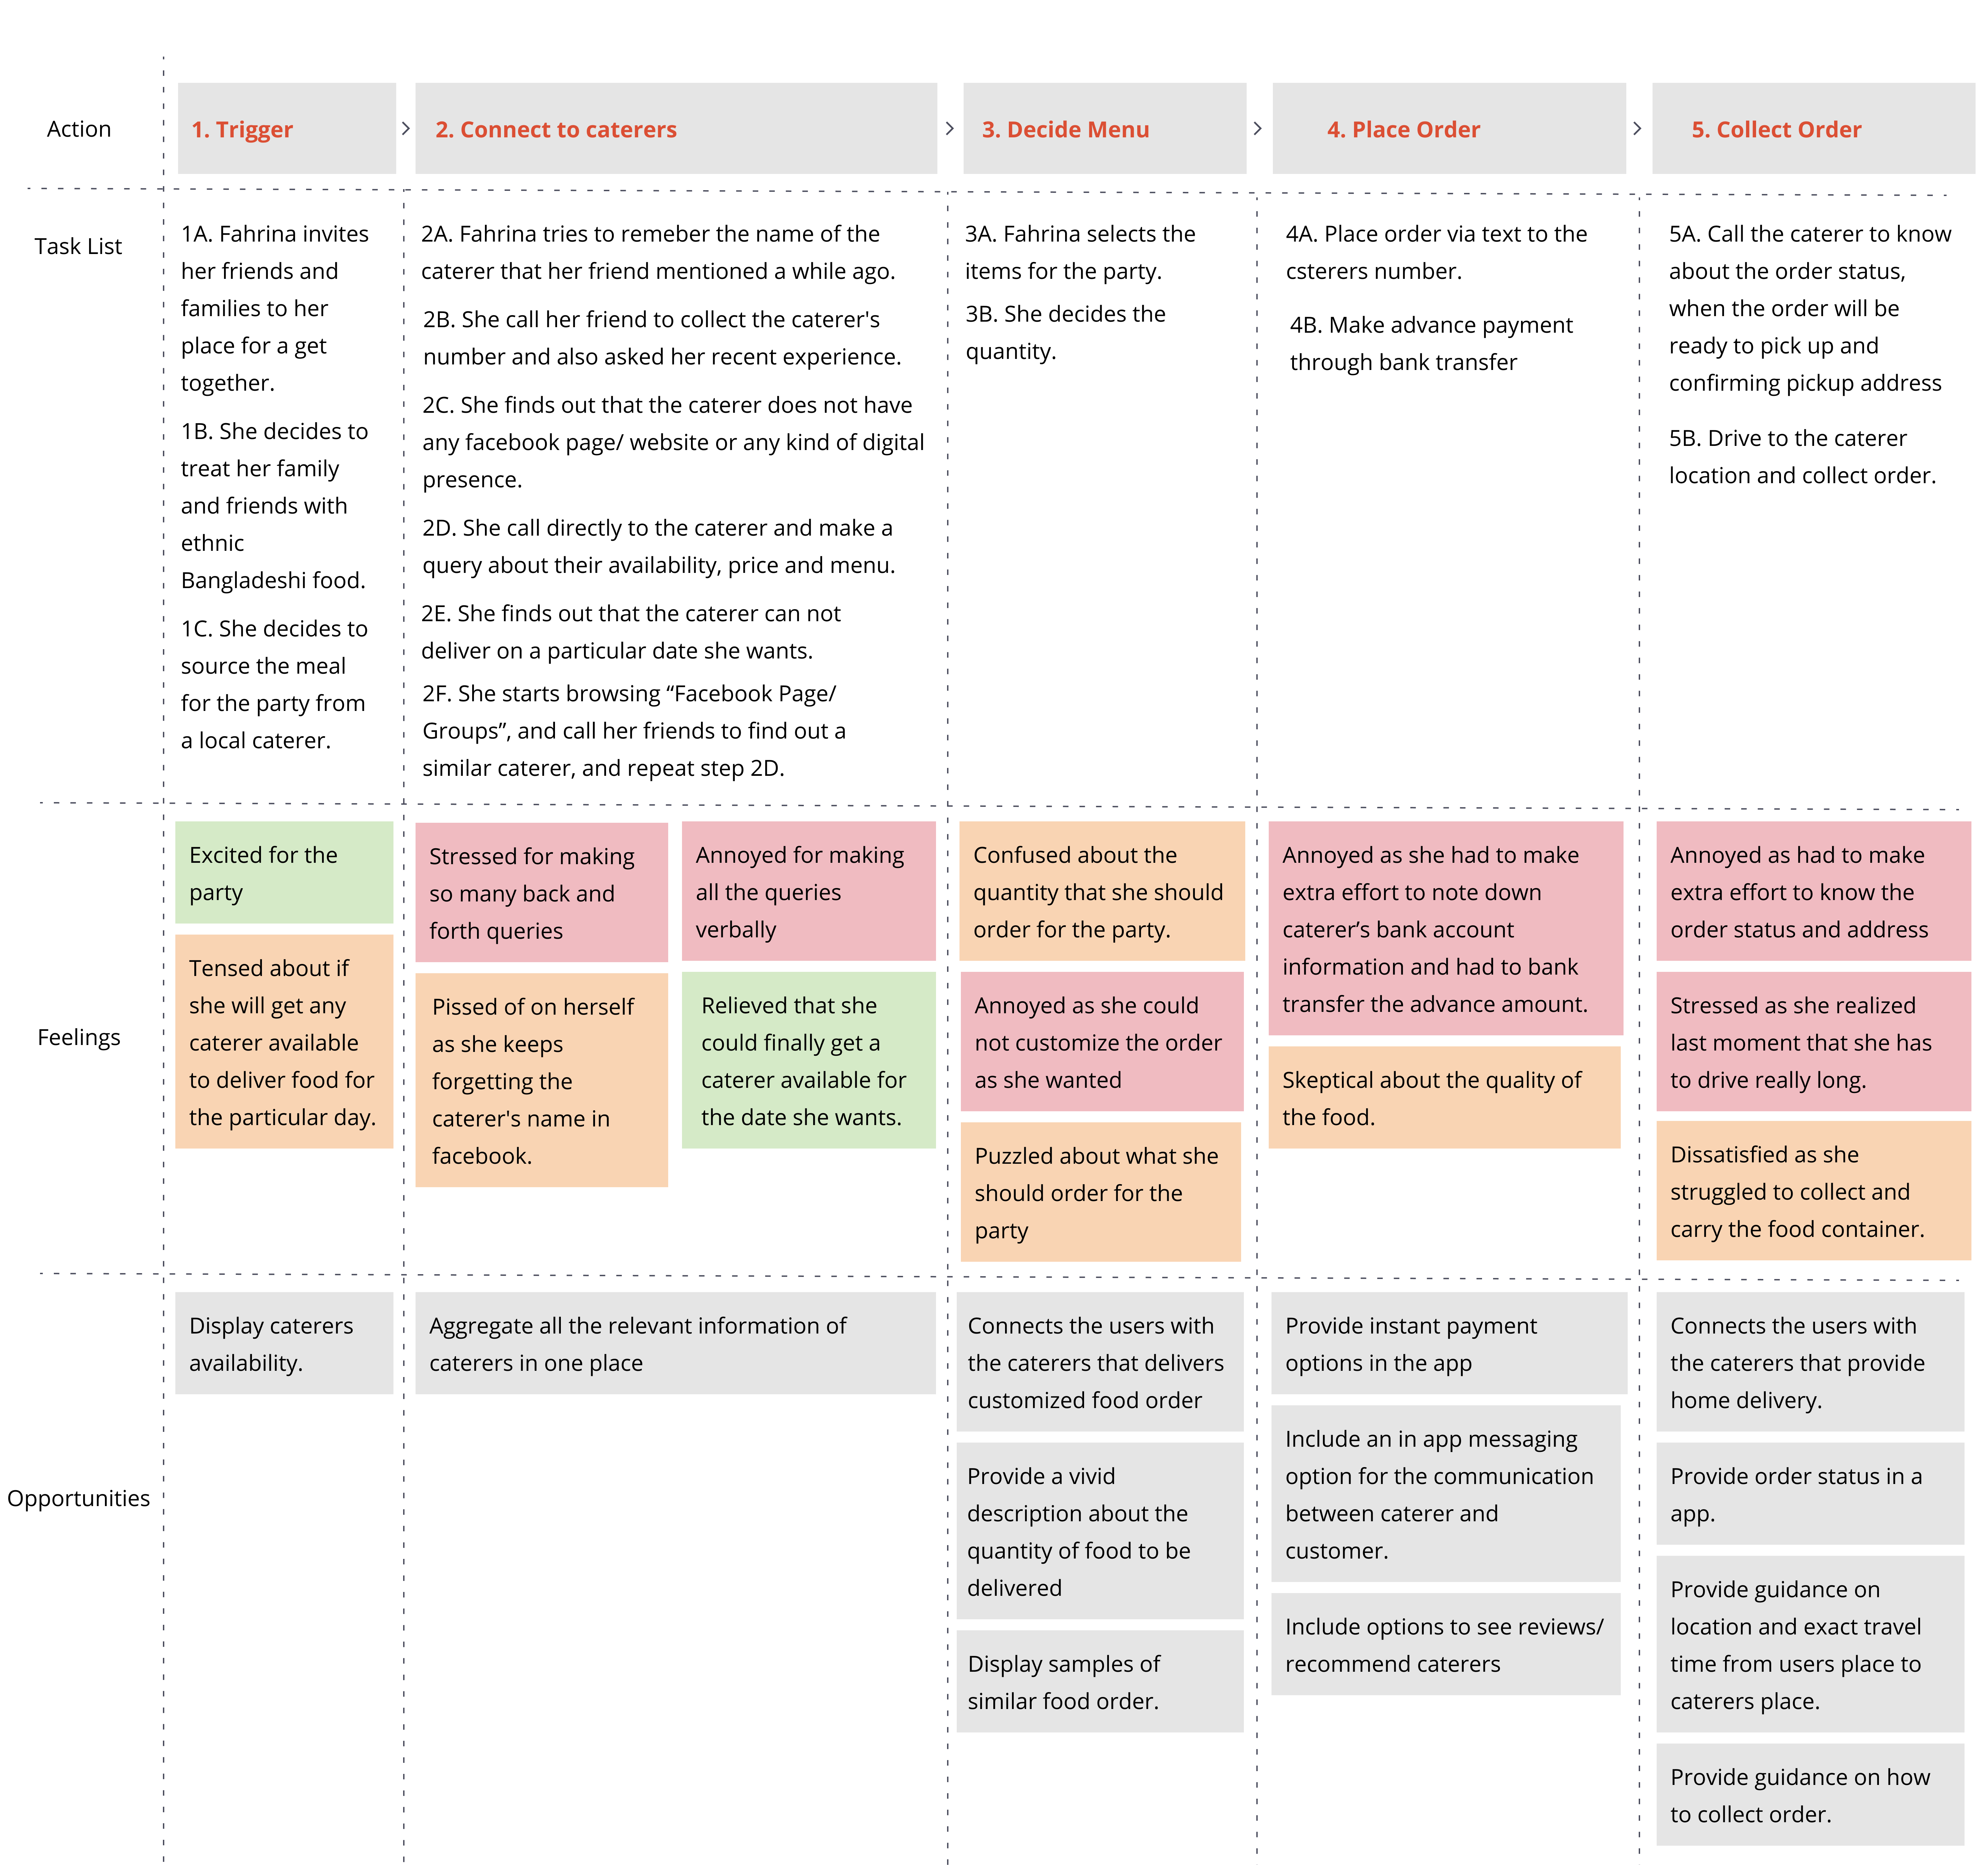 Action
1. Trigger
2. Connect to caterers
3. Decide Menu
4. Place Order
5. Collect Order
Task List
1A. Fahrina invites
her friends and
families to her
place for a get
together.
1B. She decides to
treat her family
and friends with
ethnic
Bangladeshi food.
1C. She decides to
source the meal
for the party from
a local caterer.
2A. Fahrina tries to remeber the name of the
caterer that her friend mentioned a while ago.
2B. She call her friend to collect the caterer's
number and also asked her recent experience.
2C. She finds out that the caterer does not have
any facebook page/ website or any kind of digital
presence.
2D. She call directly to the caterer and make a
query about their availability, price and menu.
2E. She finds out that the caterer can not
deliver on a particular date she wants.
2F. She starts browsing “Facebook Page/
Groups”, and call her friends to find out a
similar caterer, and repeat step 2D.
3A. Fahrina selects the
items for the party.
3B. She decides the
quantity.
4A. Place order via text to the
csterers number.
4B. Make advance payment
through bank transfer
5A. Call the caterer to know
about the order status,
when the order will be
ready to pick up and
confirming pickup address
5B. Drive to the caterer
location and collect order.
Feelings
Excited for the
party
Tensed about if
she will get any
caterer available
to deliver food for
the particular day.
Stressed for making
so many back and
forth queries
Pissed of on herself
as she keeps
forgetting the
caterer's name in
facebook.
Annoyed for making
all the queries
verbally
Relieved that she
could finally get a
caterer available for
the date she wants.
Confused about the
quantity that she should
order for the party.
Annoyed as she could
not customize the order
as she wanted
Puzzled about what she
should order for the
party
Annoyed as she had to make
extra effort to note down
caterer’s bank account
information and had to bank
transfer the advance amount.
Skeptical about the quality of
the food.
Annoyed as had to make
extra effort to know the
order status and address
Stressed as she realized
last moment that she has
to drive really long.
Dissatisfied as she
struggled to collect and
carry the food container.
Opportunities
Display caterers
availability.
Aggregate all the relevant information of
caterers in one place
Connects the users with
the caterers that delivers
customized food order
Provide a vivid
description about the
quantity of food to be
delivered
Display samples of
similar food order.
Provide instant payment
options in the app
Include an in app messaging
option for the communication
between caterer and
customer.
Include options to see reviews/
recommend caterers
Connects the users with
the caterers that provide
home delivery.
Provide order status in a
app.
Provide guidance on
location and exact travel
time from users place to
caterers place.
Provide guidance on how
to collect order.